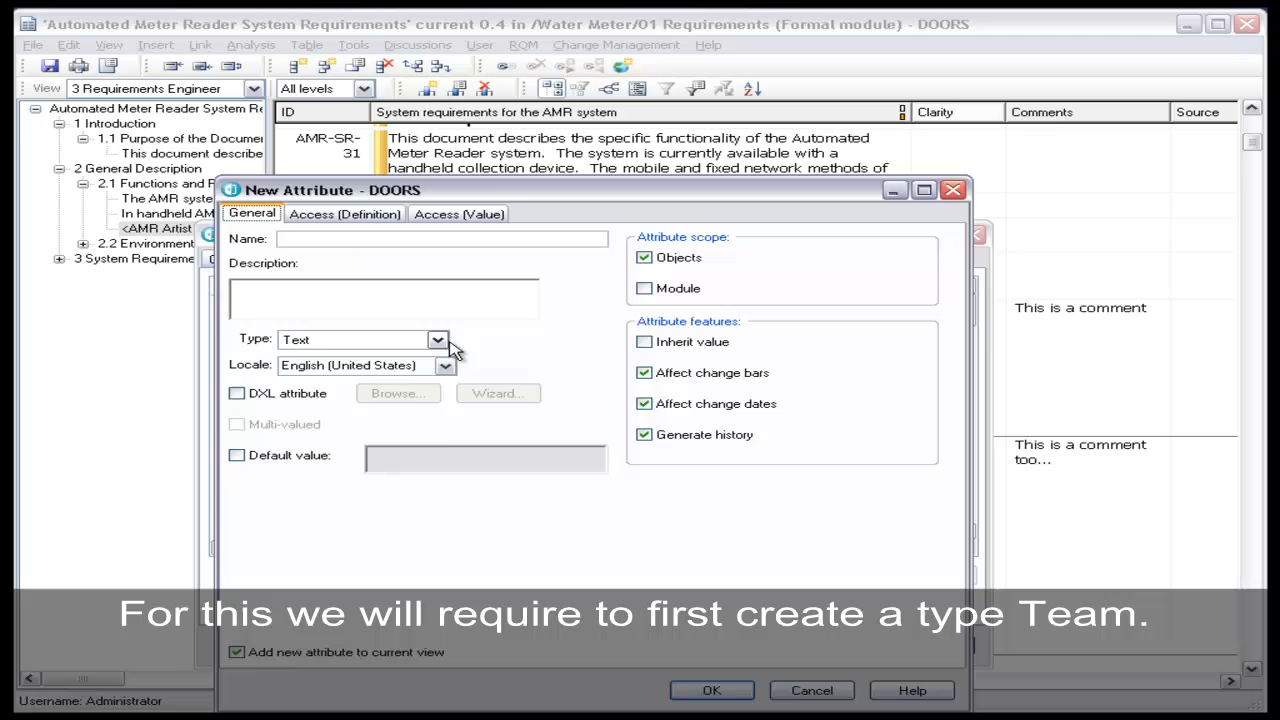 'Automated Meter Reader System Requirements' current 0.4 in /Water Meter/01 Requirements (Formal module) - DOORS
File Edit View Insert Link Analysis Table Tools Discussions User RQM Change Management Help
View 3 Requirements Engineer All levels
Automated Meter Reader System Re
1 Introduction
1.1 Purpose of the Documen
This document describe
2 General Description
2.1 Functions and F
The AMR syste
In handheld AM
<AMR Artist
2.2 Environment
3 System Requireme
ID System requirements for the AMR system Clarity Comments Source
AMR-SR-31 This document describes the specific functionality of the Automated
Meter Reader system. The system is currently available with a
handheld collection device. The mobile and fixed network methods of
This is a comment
This is a comment
too...
New Attribute - DOORS
General Access (Definition) Access (Value)
Name:
Description:
Type: Text
Locale: English (United States)
DXL attribute Browse... Wizard...
Multi-valued
Default value:
Attribute scope:
Objects
Module
Attribute features:
Inherit value
Affect change bars
Affect change dates
Generate history
For this we will require to first create a type Team.
Add new attribute to current view
OK Cancel Help
Username: Administrator